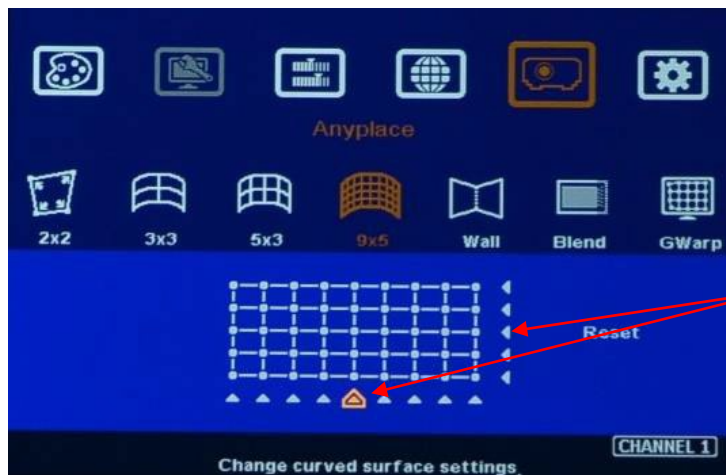 Anyplace
2x2 3x3 5x3 9x5 Wall Blend GWarp
Reset
CHANNEL 1
Change curved surface settings.